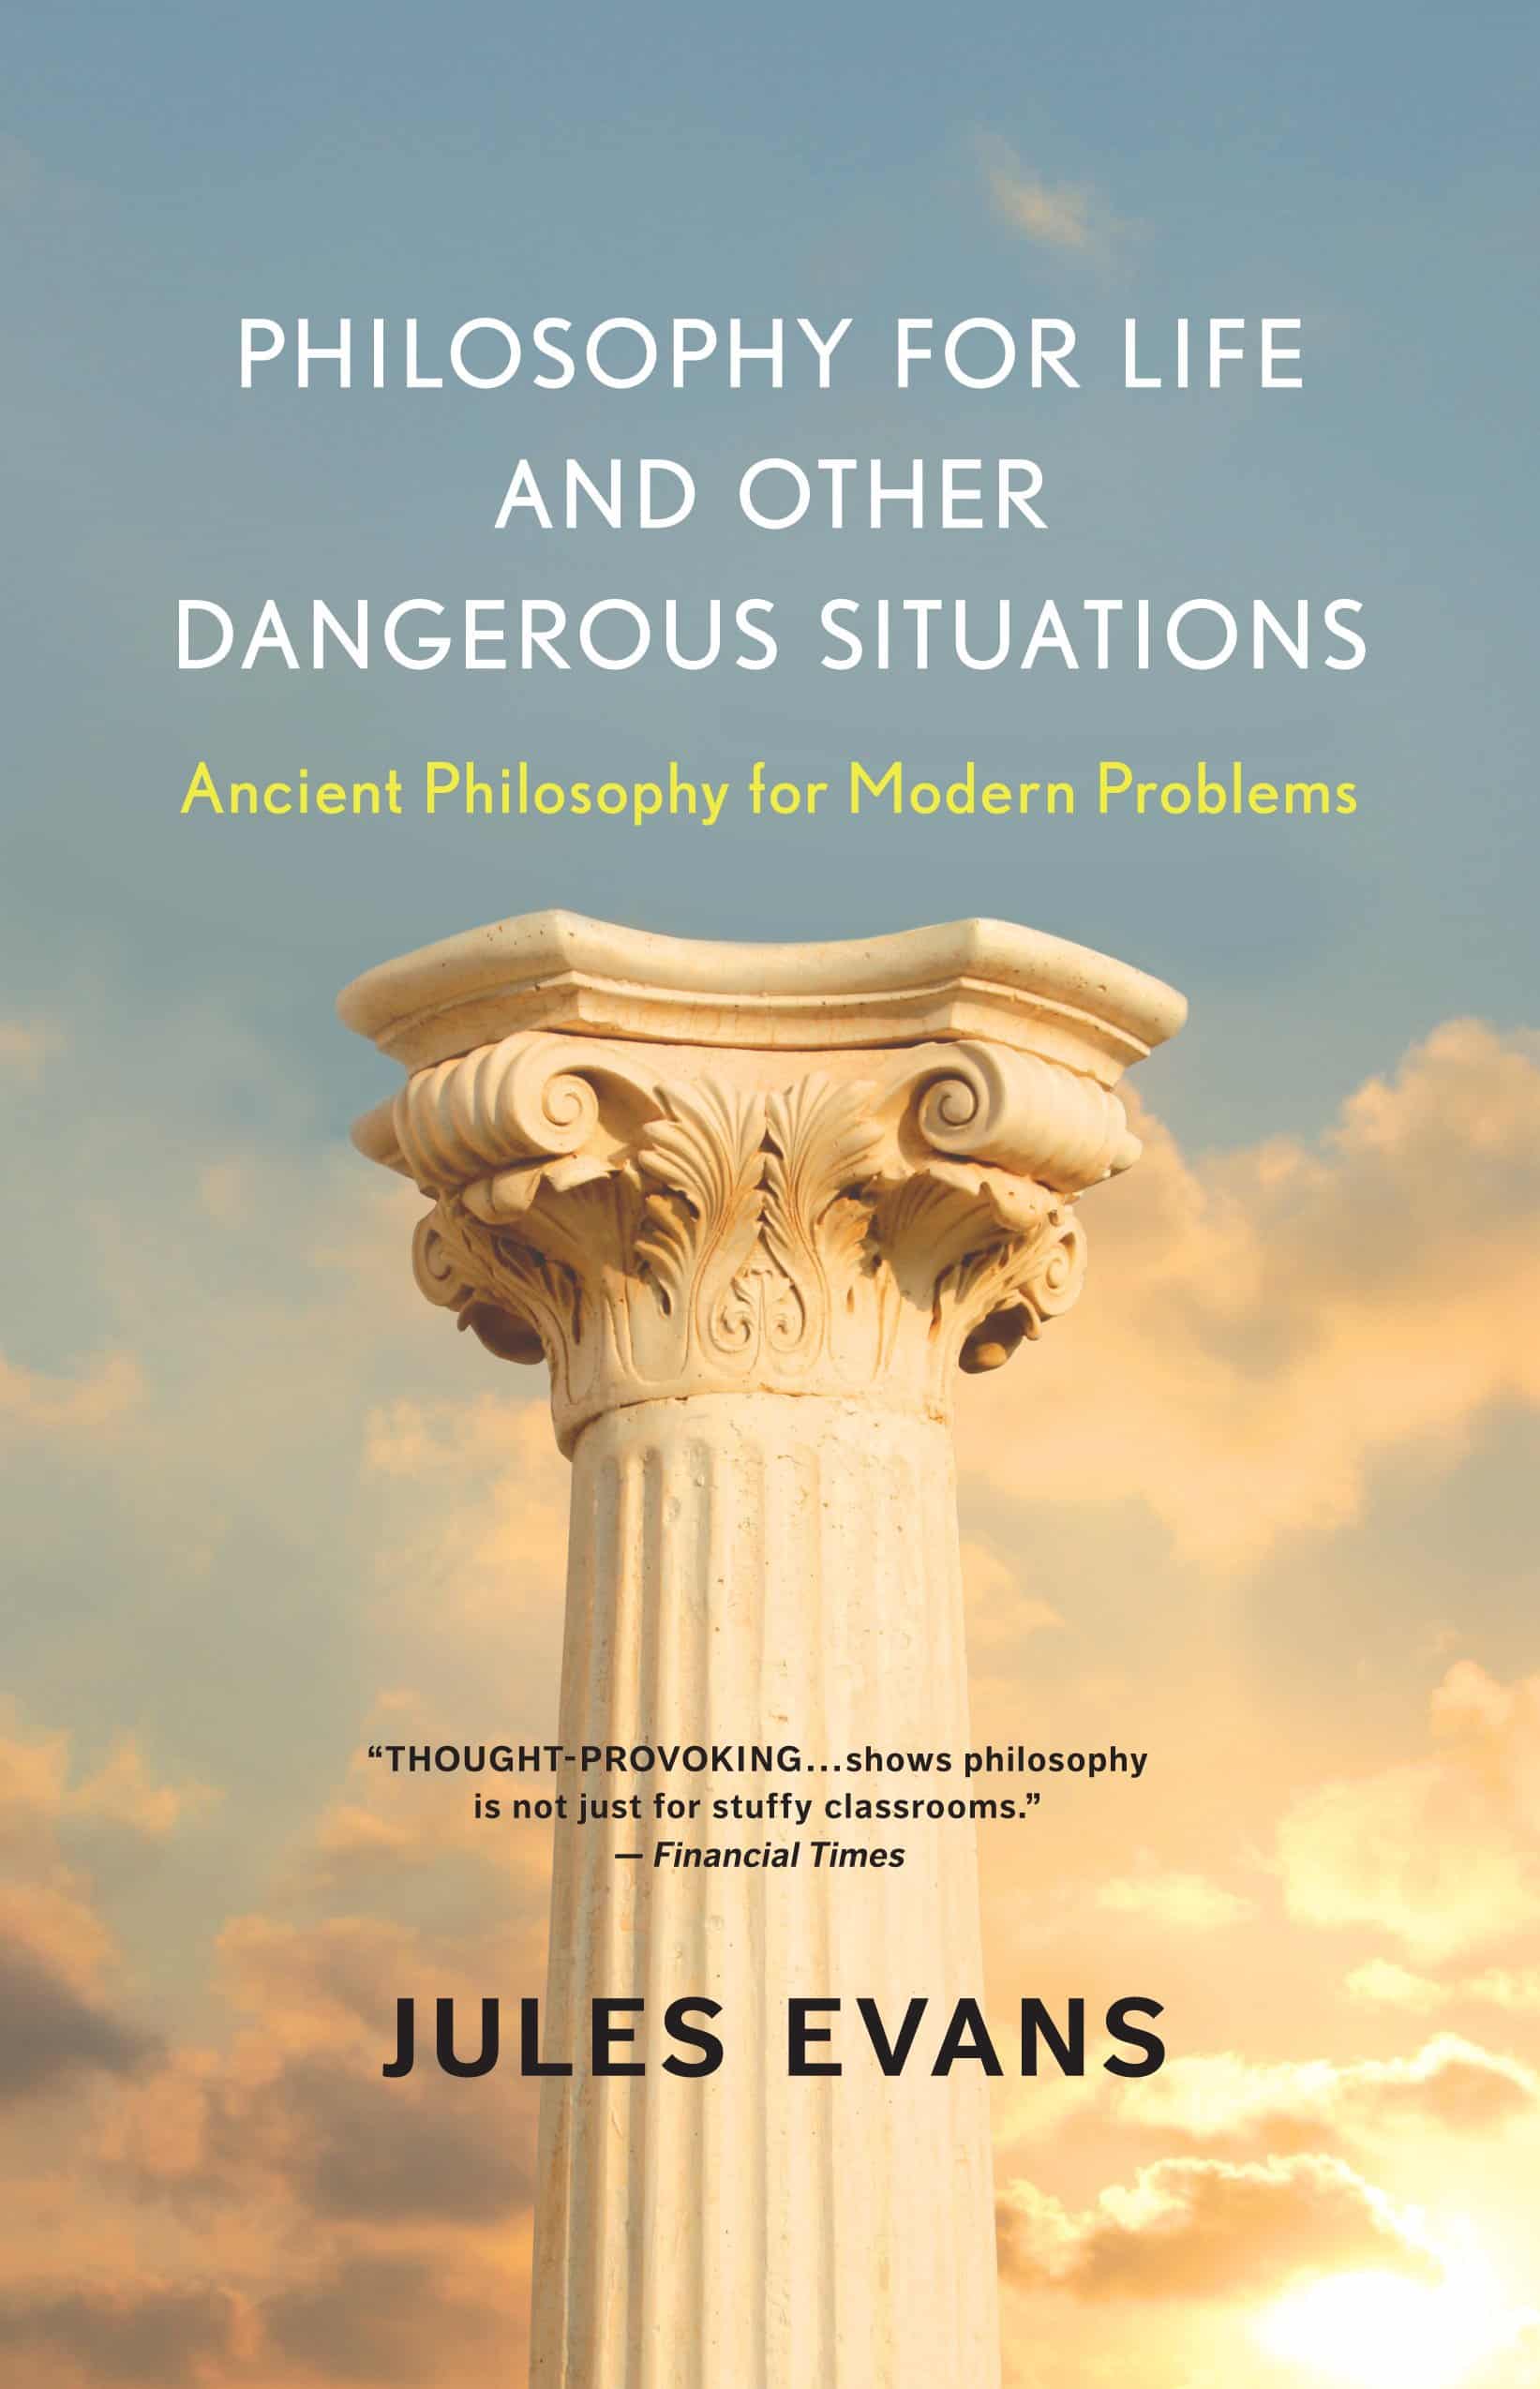 PHILOSOPHY FOR LIFE
AND OTHER
DANGEROUS SITUATIONS
Ancient Philosophy for Modern Problems
“THOUGHT-PROVOKING...shows philosophy
is not just for stuffy classrooms.”
— Financial Times
JULES EVANS